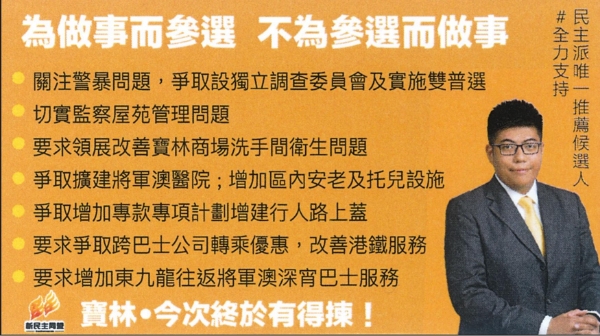 為做事而參選 不為參選而做事
關注警暴問題，爭取設獨立調查委員會及實施雙普選
切實監察屋苑管理問題
要求領展改善寶林商場洗手間衛生問題
爭取擴建將軍澳醫院；增加區內安老及托兒設施
爭取增加專款專項計劃增建行人路上蓋
要求爭取跨巴士公司轉乘優惠，改善港鐵服務
要求增加東九龍往返將軍澳深宵巴士服務
寶林•今次終於有得揀！
民主派唯一推薦候選人
#全力支持
新民主同盟